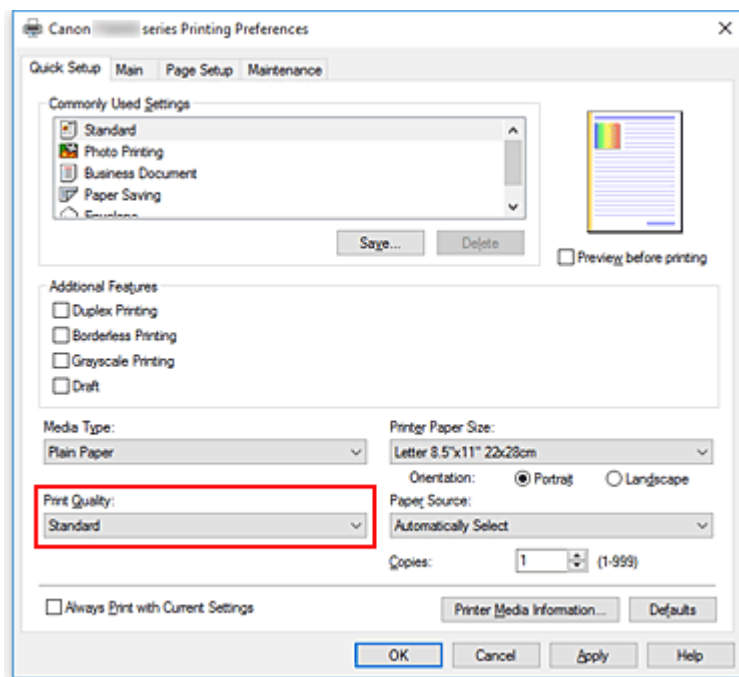 Canon series Printing Preferences
Quick Setup Main Page Setup Maintenance
Commonly Used Settings
Standard
Photo Printing
Business Document
Paper Saving
Envelope
Save... Delete
Preview before printing
Additional Features
Duplex Printing
Borderless Printing
Grayscale Printing
Draft
Media Type:
Plain Paper
Printer Paper Size:
Letter 8.5"x11" 22x28cm
Orientation: Portrait Landscape
Print Quality:
Standard
Paper Source:
Automatically Select
Copies: 1 (1-999)
Always Print with Current Settings
Printer Media Information... Defaults
OK Cancel Apply Help